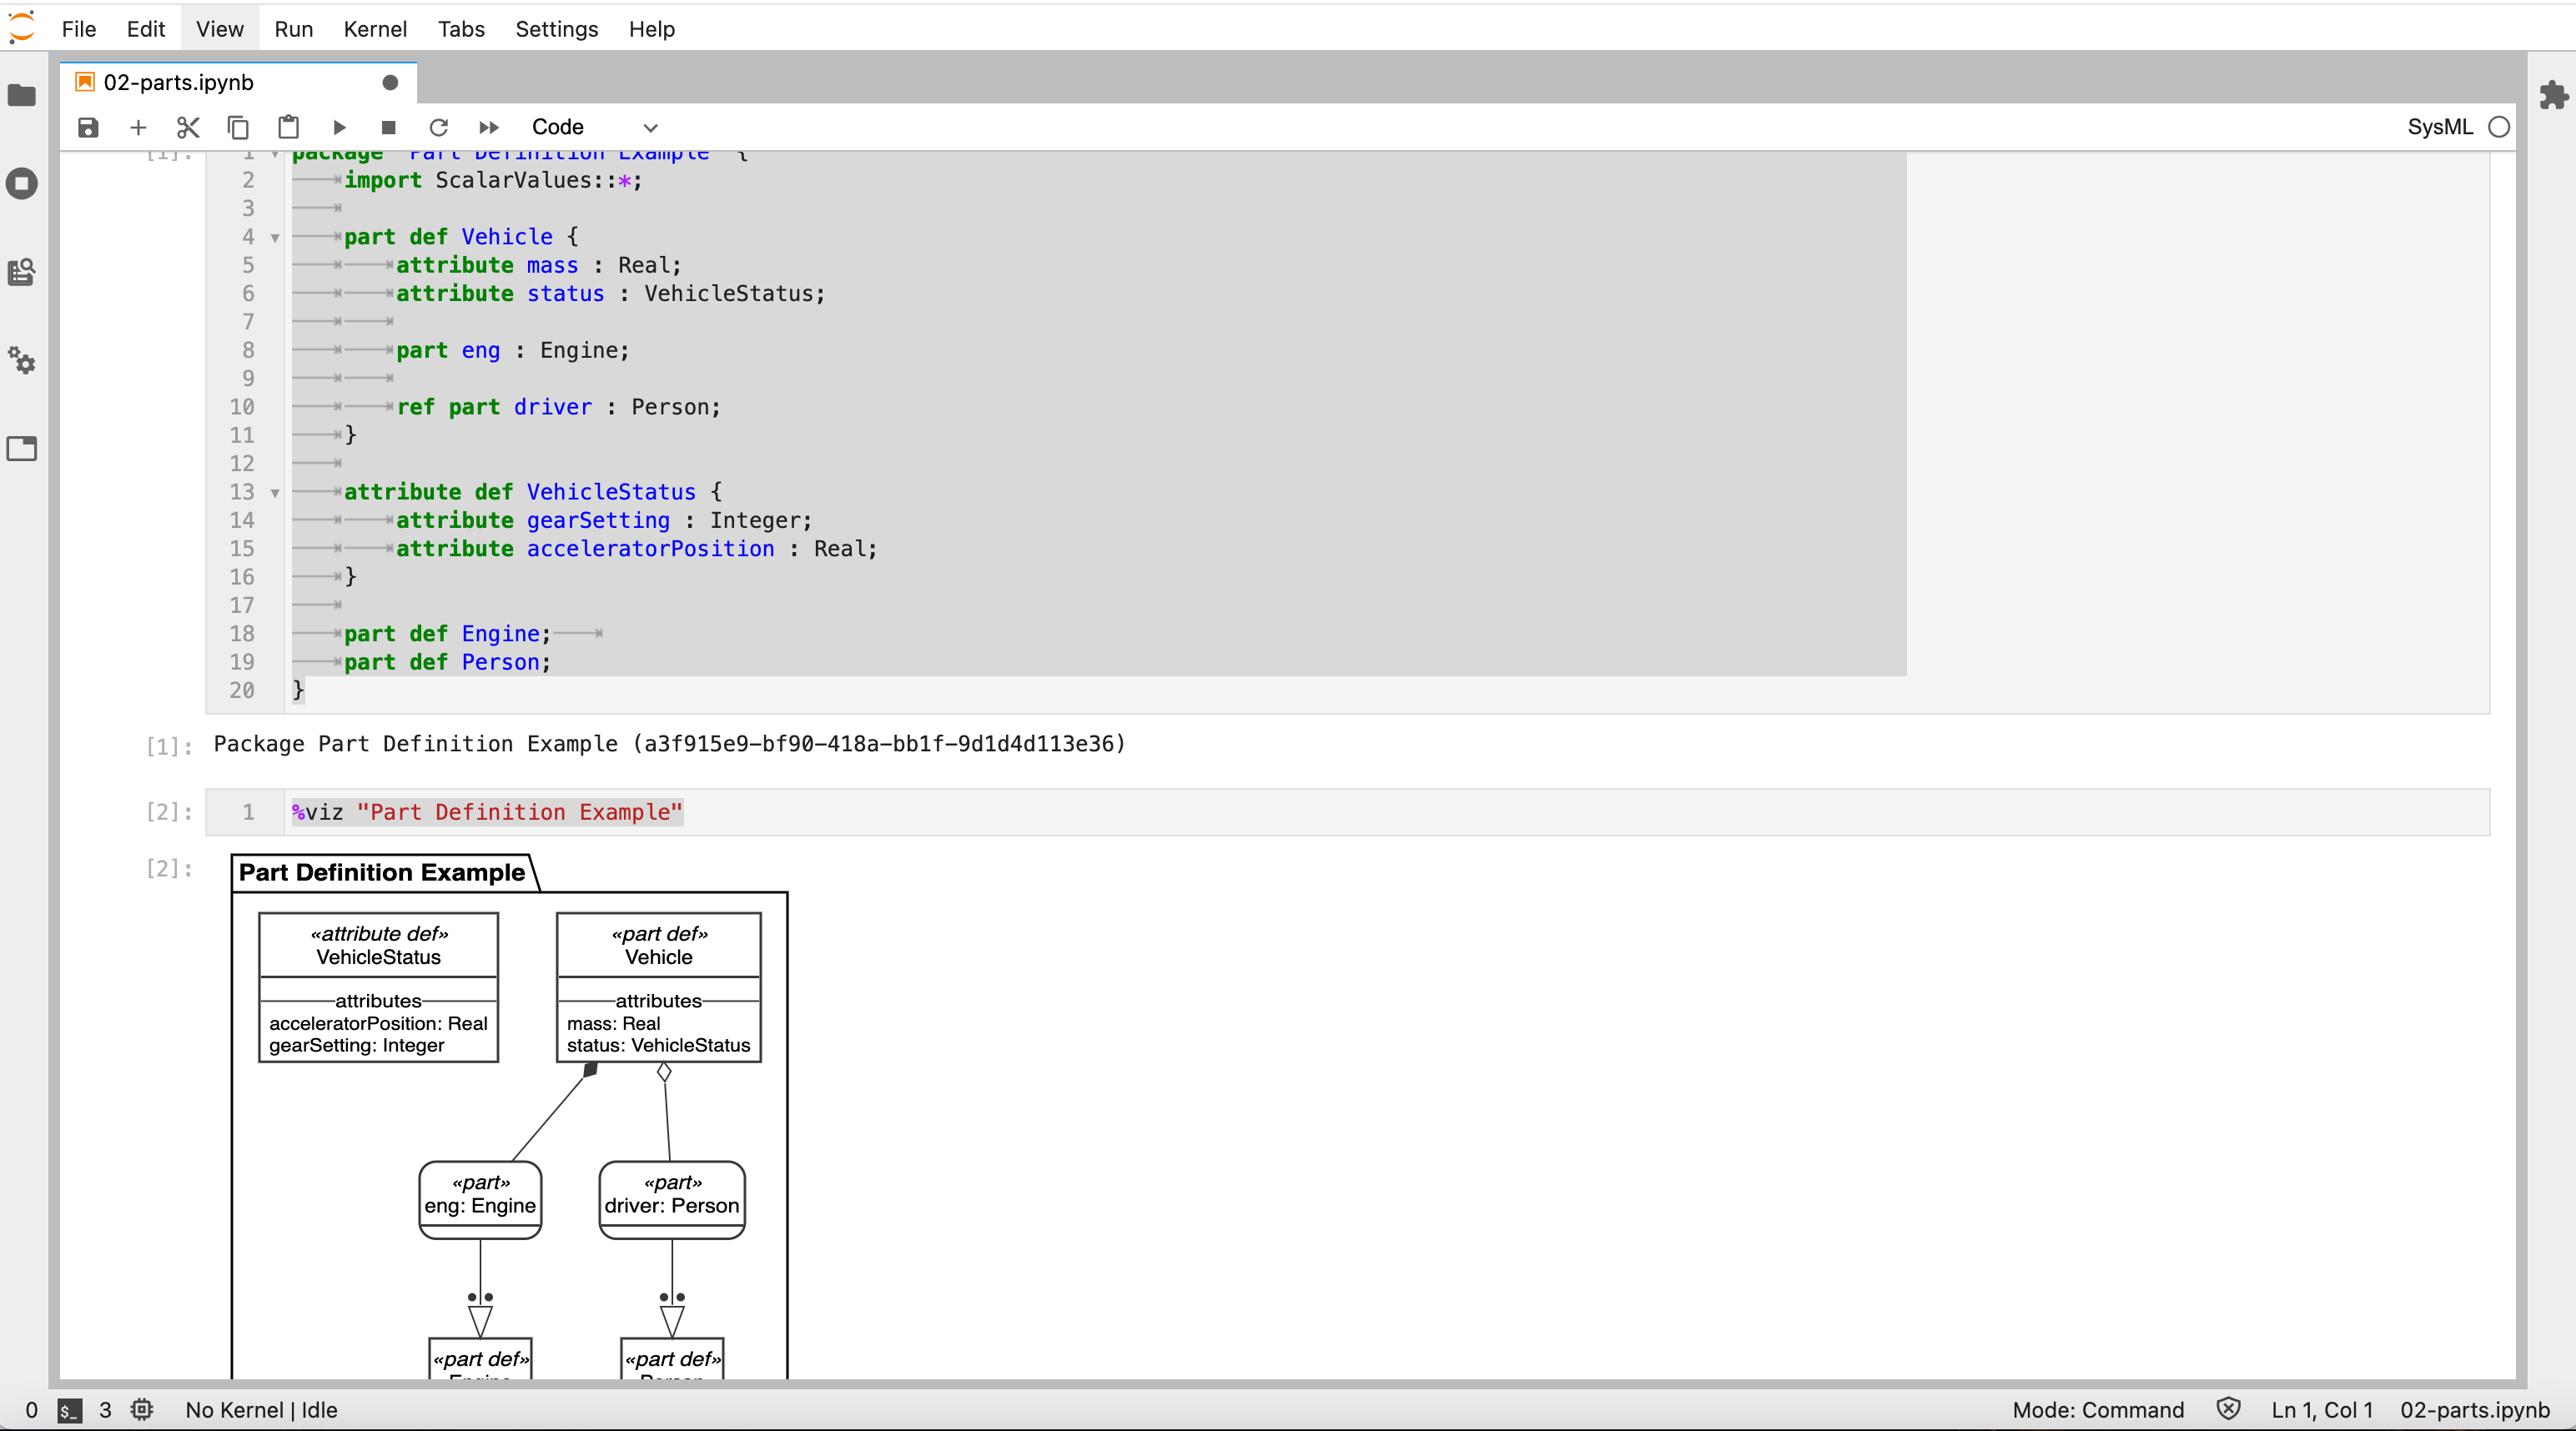 File Edit View Run Kernel Tabs Settings Help
02-parts.ipynb
Code
SysML
[1]:
1 package "Part Definition Example" {
2 import ScalarValues::*;
3
4 part def Vehicle {
5 attribute mass : Real;
6 attribute status : VehicleStatus;
7
8 part eng : Engine;
9
10 ref part driver : Person;
11 }
12
13 attribute def VehicleStatus {
14 attribute gearSetting : Integer;
15 attribute acceleratorPosition : Real;
16 }
17
18 part def Engine;
19 part def Person;
20 }
[1]: Package Part Definition Example (a3f915e9-bf90-418a-bb1f-9d1d4d113e36)
[2]: 1 %viz "Part Definition Example"
[2]:
Part Definition Example
«attribute def»
VehicleStatus
attributes
acceleratorPosition: Real
gearSetting: Integer
«part def»
Vehicle
attributes
mass: Real
status: VehicleStatus
«part»
eng: Engine
«part»
driver: Person
«part def»
Engine
«part def»
Person
0 $_ 3 No Kernel | Idle Mode: Command Ln 1, Col 1 02-parts.ipynb